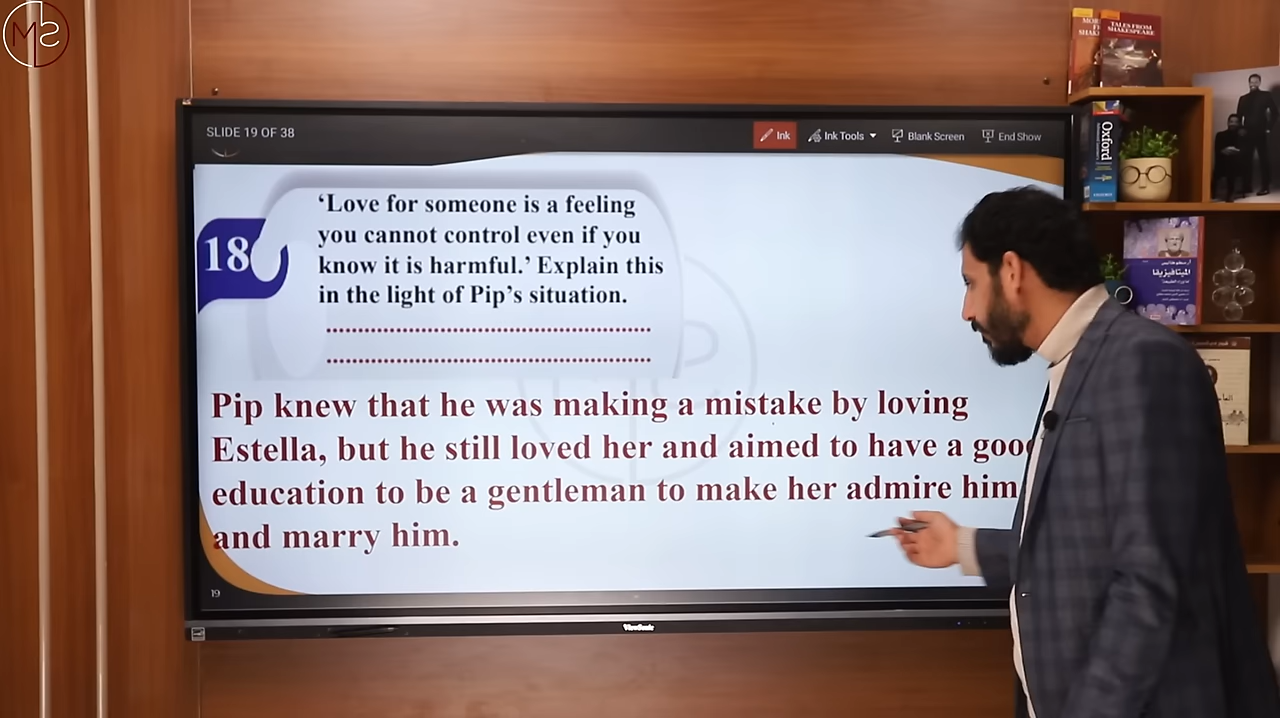 MS
SLIDE 19 OF 38
Ink
Ink Tools
Blank Screen
End Show
18
‘Love for someone is a feeling
you cannot control even if you
know it is harmful.’ Explain this
in the light of Pip’s situation.
Pip knew that he was making a mistake by loving
Estella, but he still loved her and aimed to have a good
education to be a gentleman to make her admire him
and marry him.
19
ViewSonic
TALES FROM
SHAKESPEARE
Oxford
الميتافيزيقا